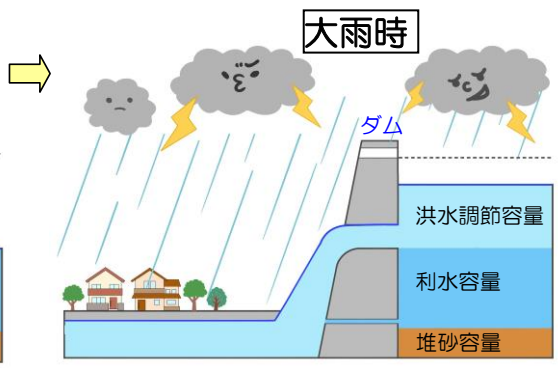 大雨時
ダム
洪水調節容量
利水容量
堆砂容量